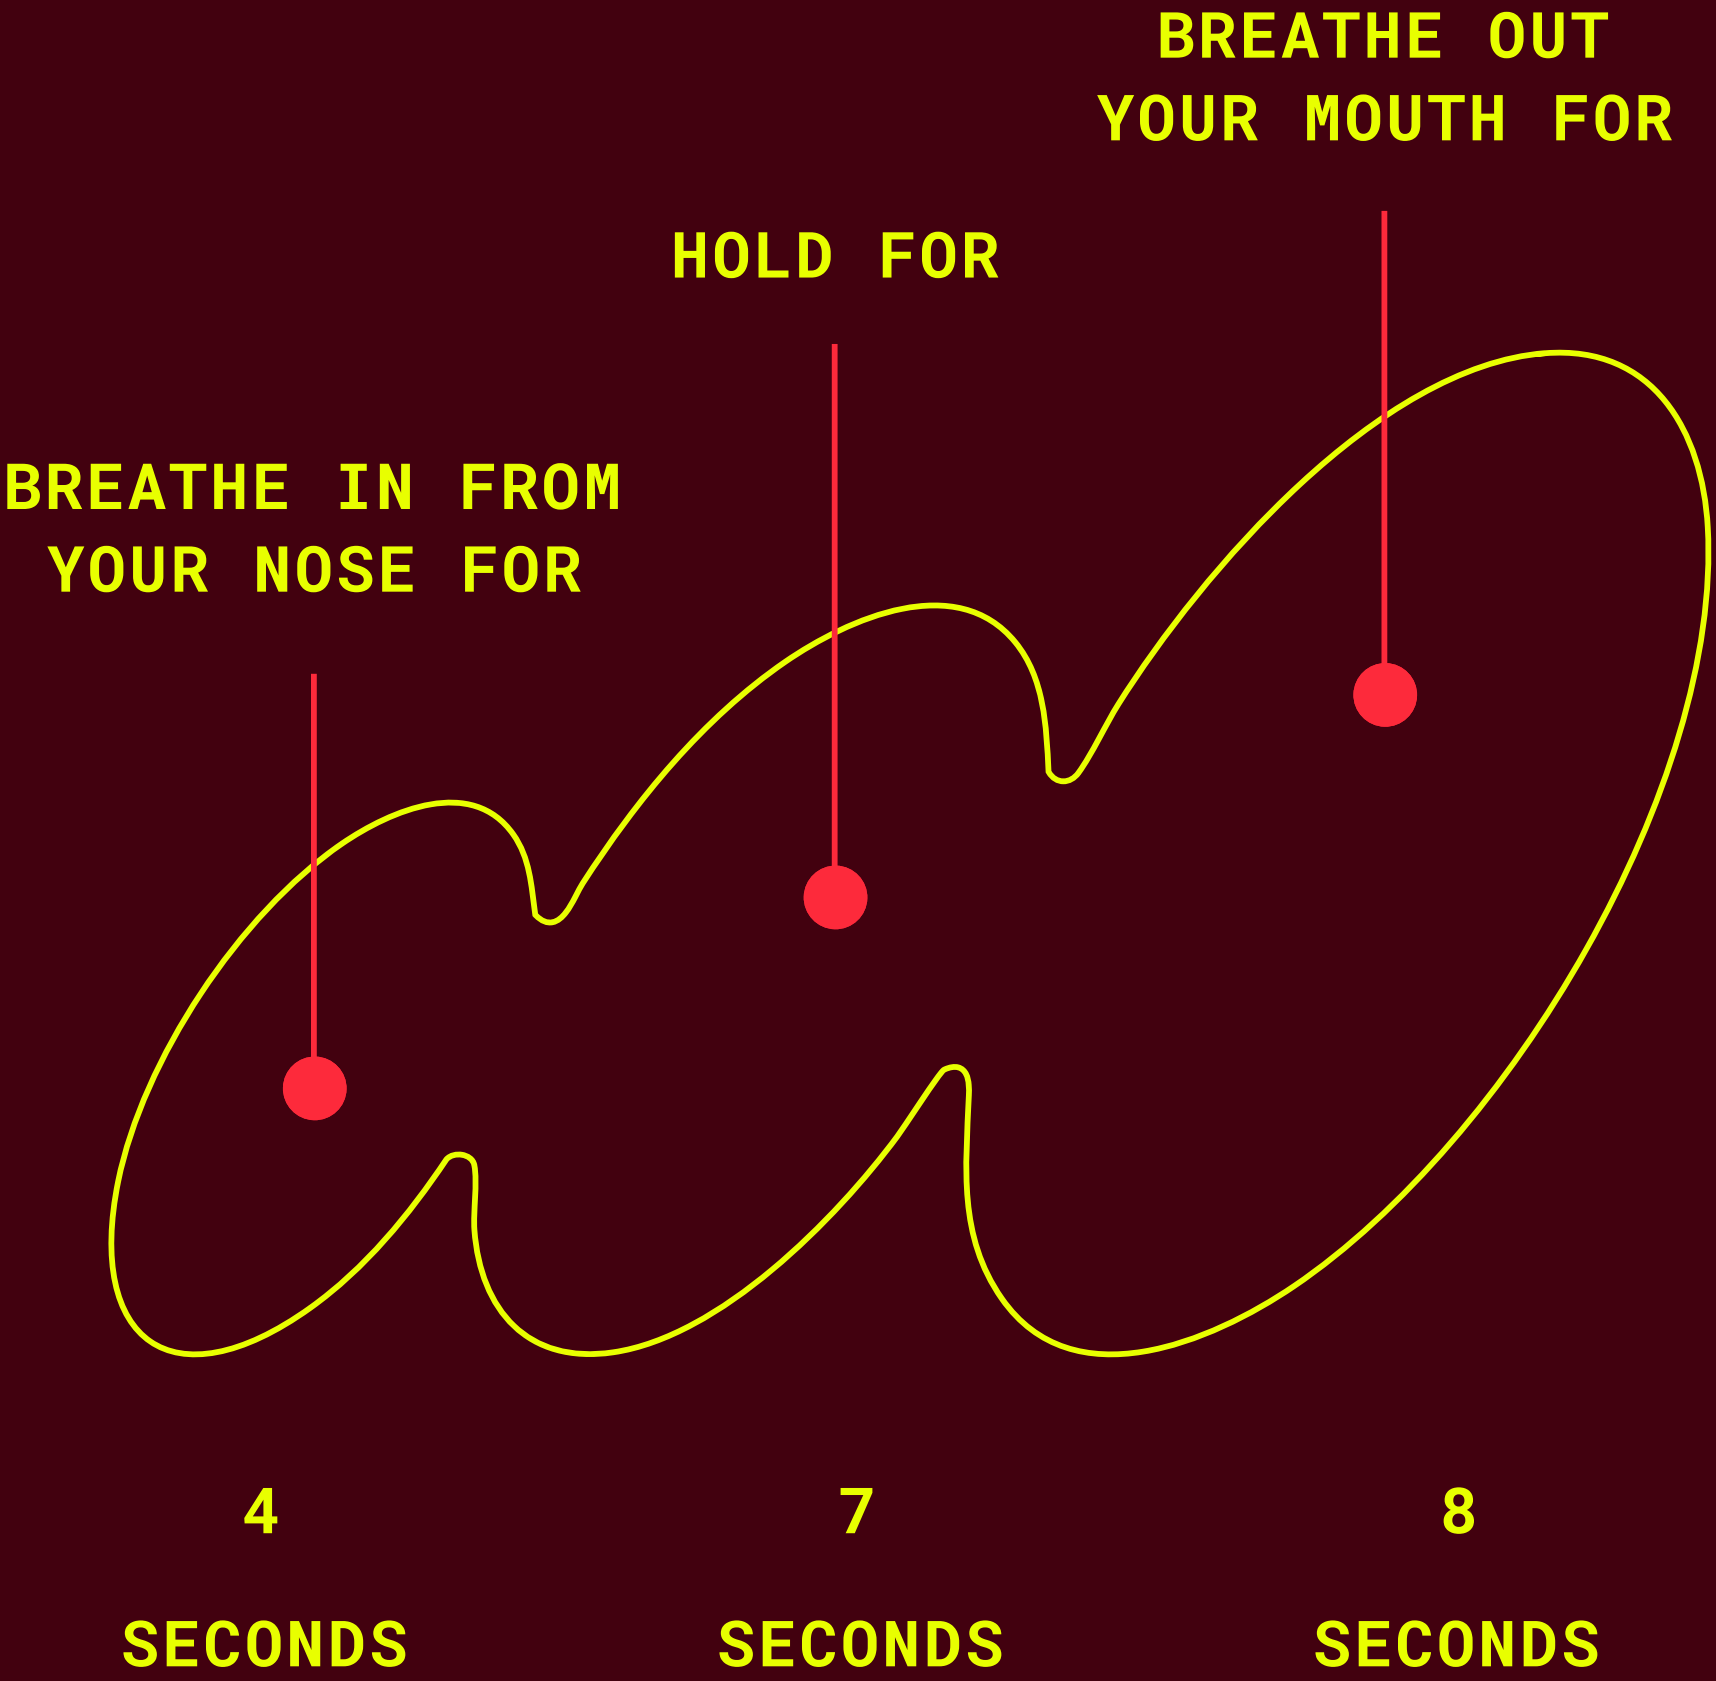 BREATHE IN FROM
YOUR NOSE FOR
4
SECONDS
HOLD FOR
7
SECONDS
BREATHE OUT
YOUR MOUTH FOR
8
SECONDS